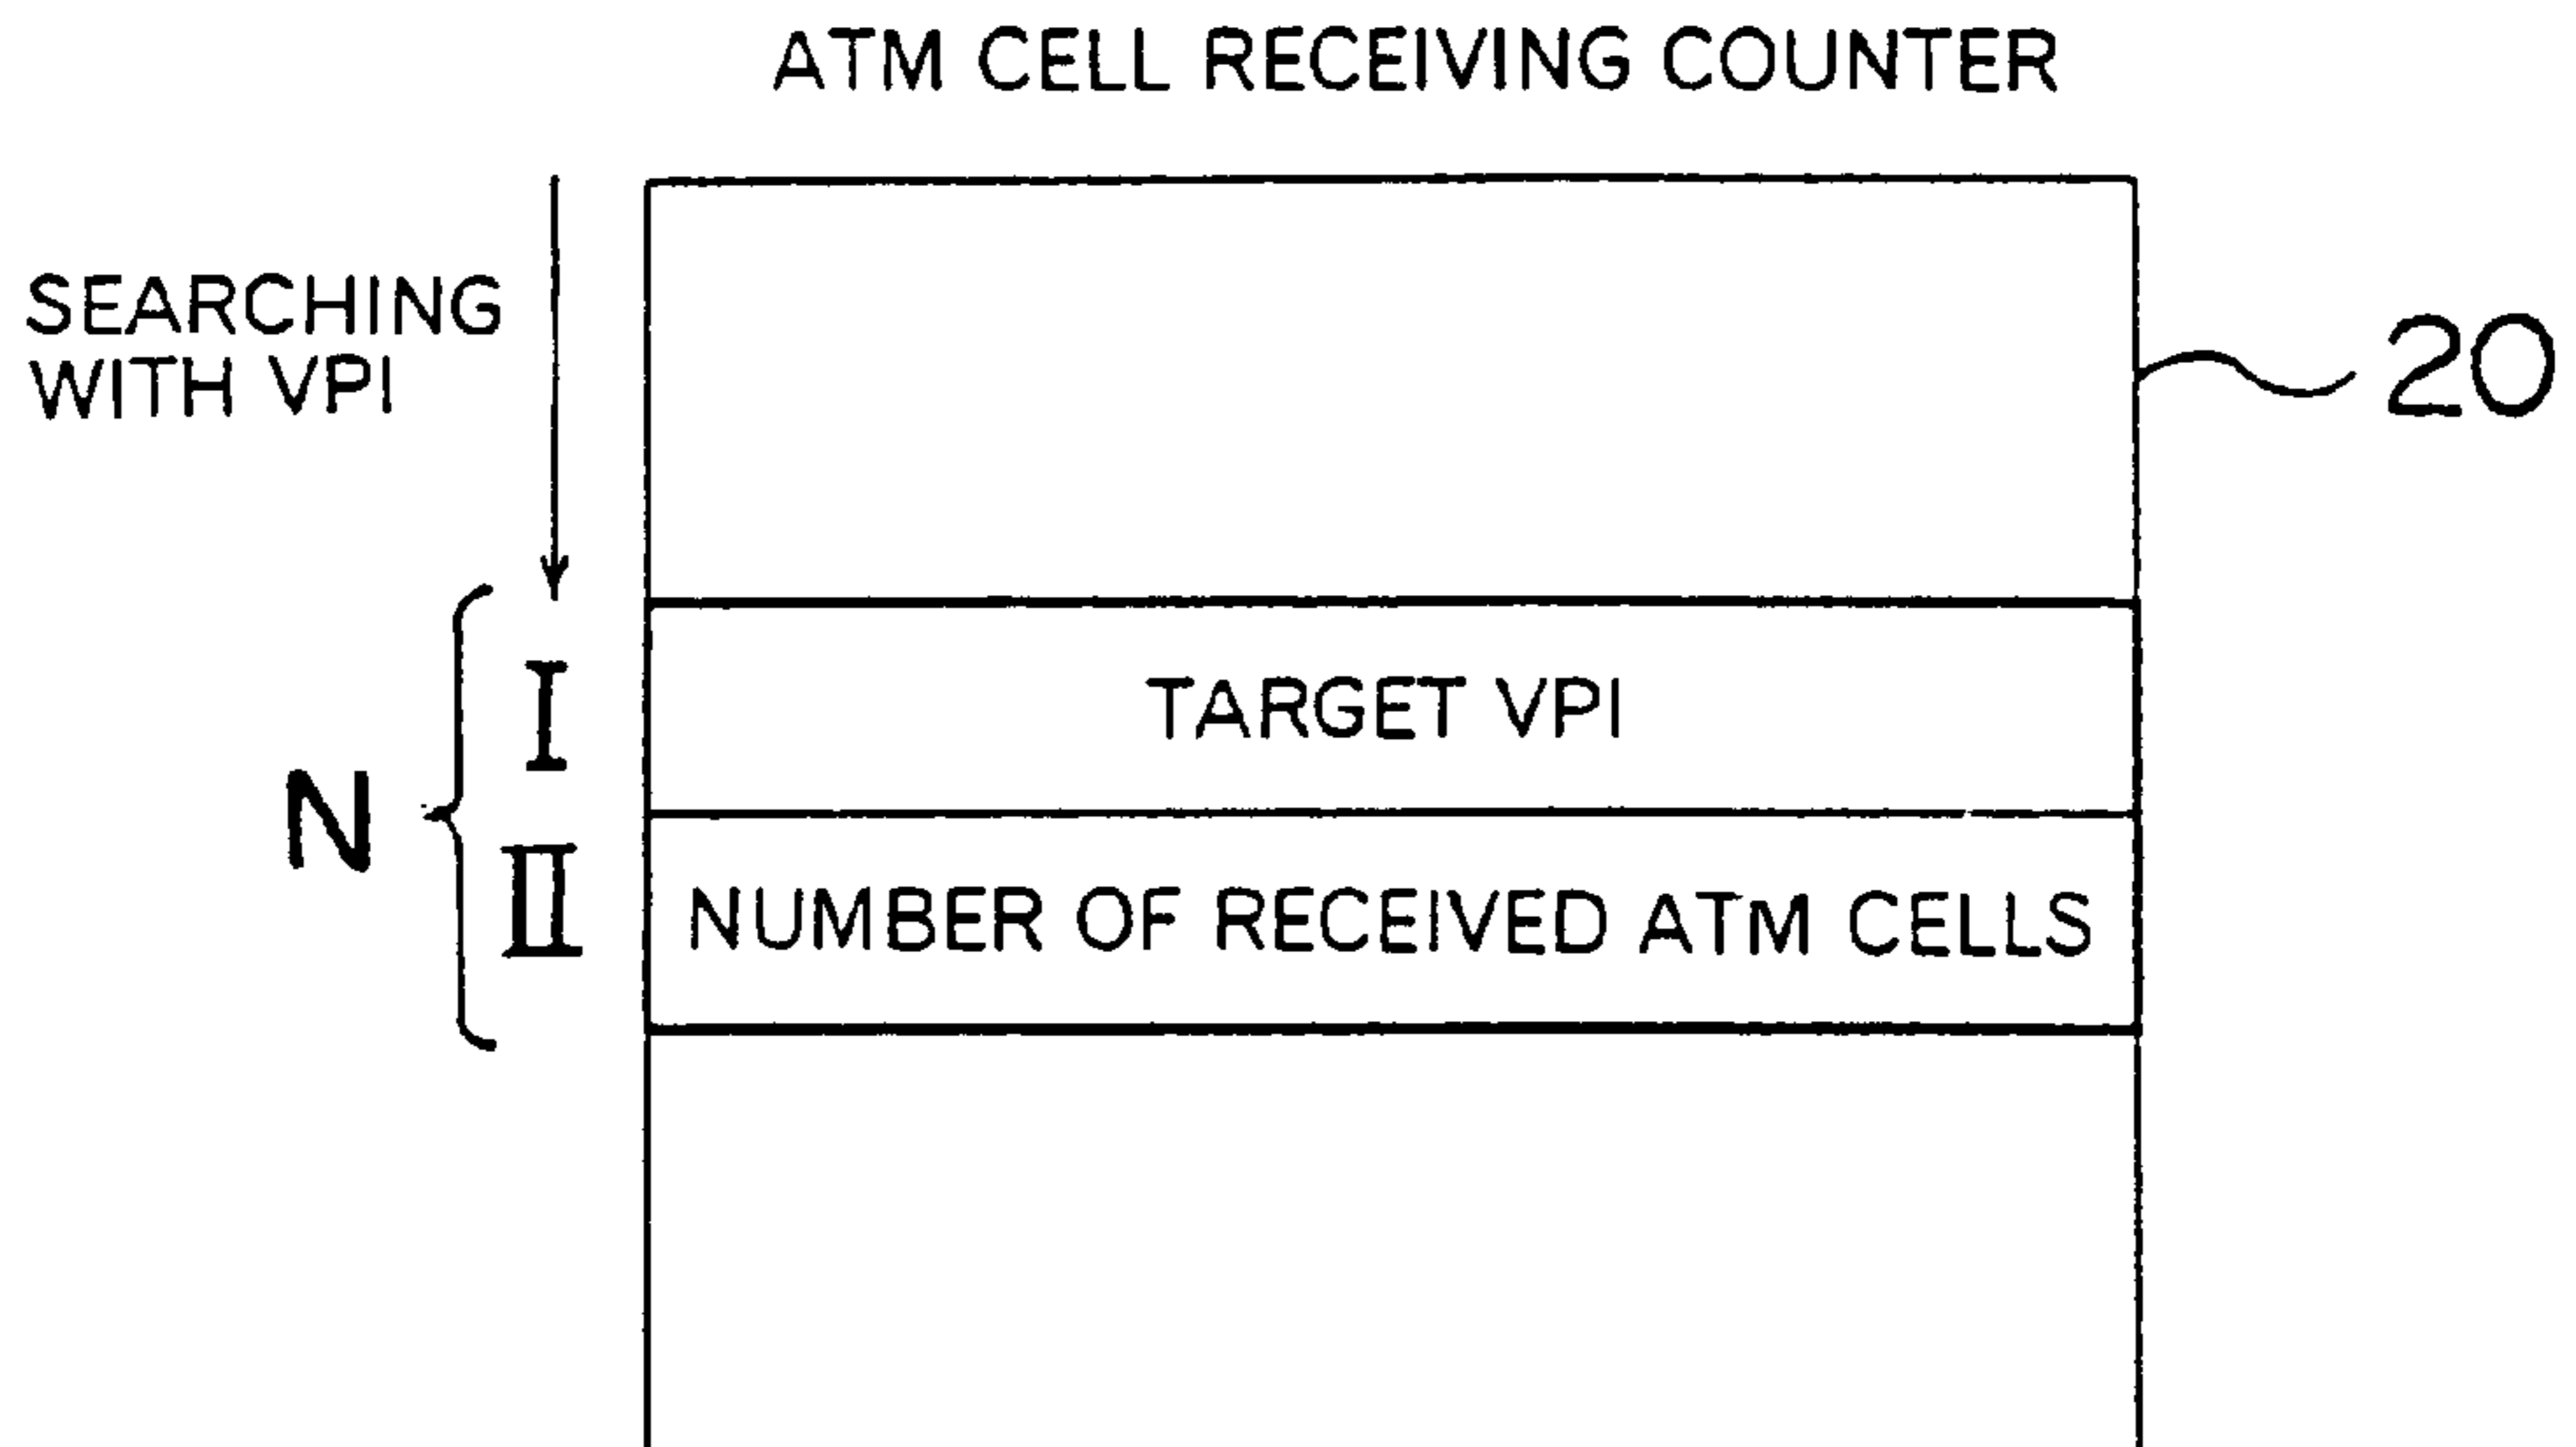 ATM CELL RECEIVING COUNTER
SEARCHING
WITH VPI
20
I
TARGET VPI
N
II
NUMBER OF RECEIVED ATM CELLS